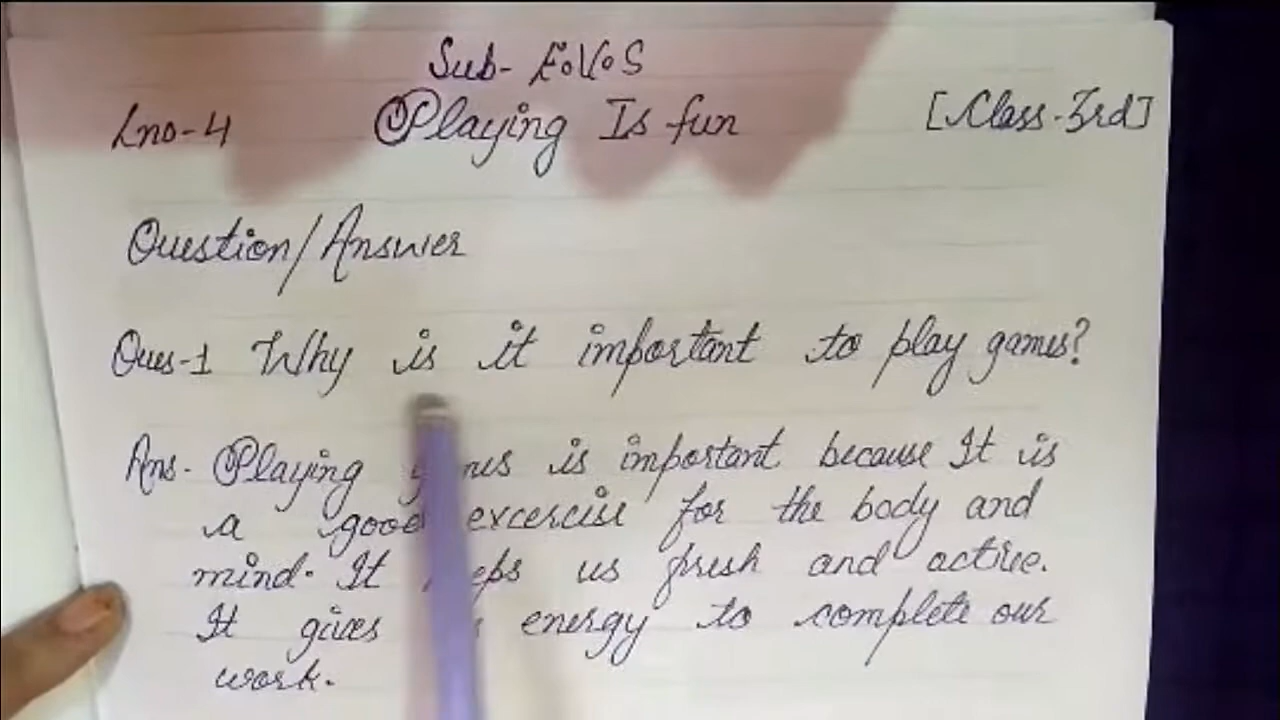 Sub- E.V.S
Lno-4 Playing Is fun [Class-3rd]
Question/Answer
Ques-1 Why is it important to play games?
Ans- Playing is important because It is
a good excercise for the body and
mind. It us fresh and active.
It gives energy to complete our
work.